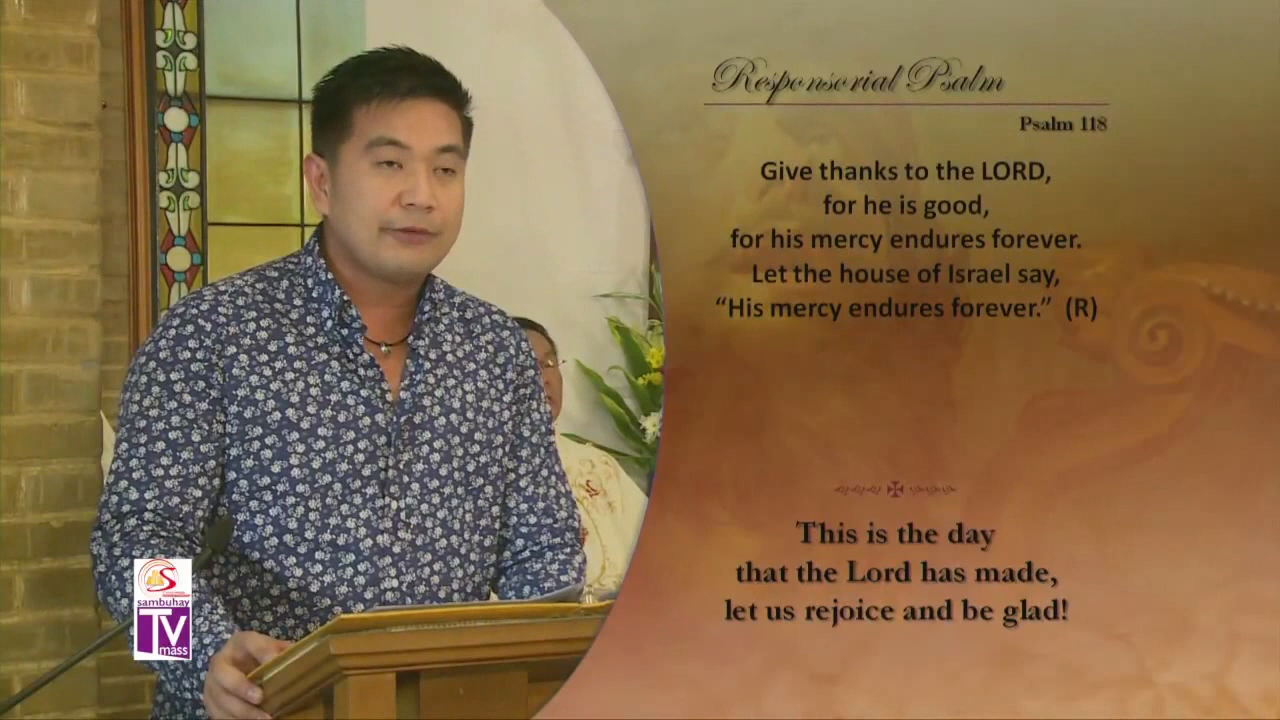 Responsorial Psalm
Psalm 118
Give thanks to the LORD,
for he is good,
for his mercy endures forever.
Let the house of Israel say,
“His mercy endures forever.” (R)
This is the day
that the Lord has made,
let us rejoice and be glad!
S
sambuhay
TV
mass